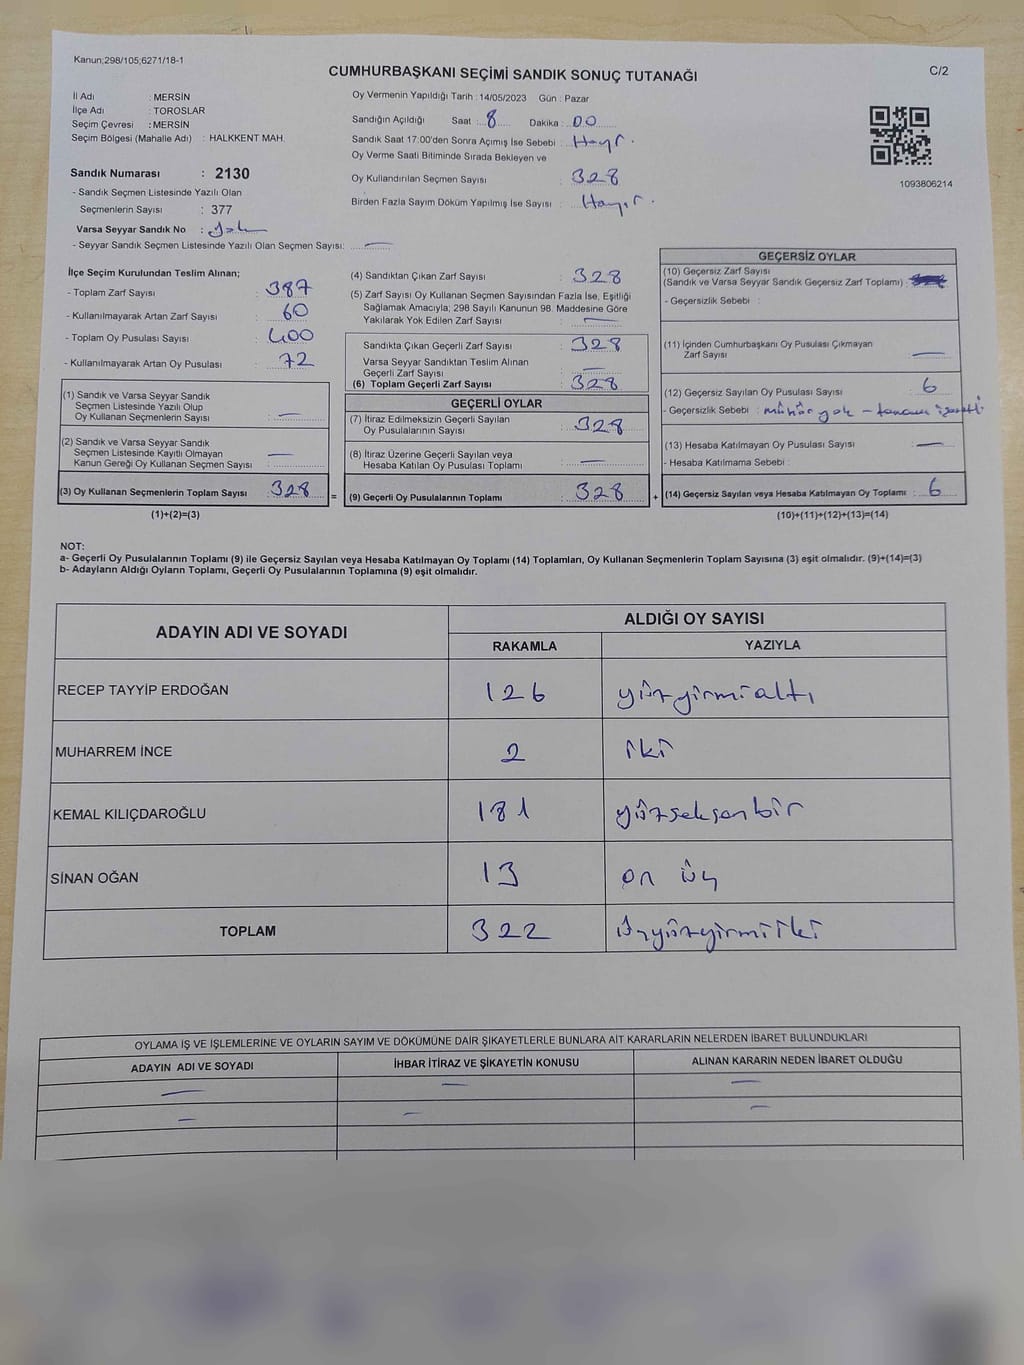 Kanun;298/105;6271/18-1
CUMHURBAŞKANI SEÇİMİ SANDIK SONUÇ TUTANAĞI
C/2
İl Adı : MERSİN
İlçe Adı : TOROSLAR
Seçim Çevresi : MERSİN
Seçim Bölgesi (Mahalle Adı) : HALKKENT MAH.
Sandık Numarası : 2130
- Sandık Seçmen Listesinde Yazılı Olan
Seçmenlerin Sayısı : 377
Varsa Seyyar Sandık No : Yok
- Seyyar Sandık Seçmen Listesinde Yazılı Olan Seçmen Sayısı: —
Oy Vermenin Yapıldığı Tarih : 14/05/2023 Gün : Pazar
Sandığın Açıldığı Saat : 8 Dakika : 00
Sandık Saat 17:00'den Sonra Açımış İse Sebebi : Hayr.
Oy Verme Saati Bitiminde Sırada Bekleyen ve
Oy Kullandırılan Seçmen Sayısı : 328
Birden Fazla Sayım Döküm Yapılmış İse Sayısı : Hayır.
1093806214
İlçe Seçim Kurulundan Teslim Alınan;
- Toplam Zarf Sayısı : 387
- Kullanılmayarak Artan Zarf Sayısı : 60
- Toplam Oy Pusulası Sayısı : 400
- Kullanılmayarak Artan Oy Pusulası : 72
(1) Sandık ve Varsa Seyyar Sandık
Seçmen Listesinde Yazılı Olup
Oy Kullanan Seçmenlerin Sayısı : —
(2) Sandık ve Varsa Seyyar Sandık
Seçmen Listesinde Kayıtlı Olmayan
Kanun Gereği Oy Kullanan Seçmen Sayısı : —
(3) Oy Kullanan Seçmenlerin Toplam Sayısı : 328
(1)+(2)=(3)
(4) Sandıktan Çıkan Zarf Sayısı : 328
(5) Zarf Sayısı Oy Kullanan Seçmen Sayısından Fazla İse, Eşitliği
Sağlamak Amacıyla; 298 Sayılı Kanunun 98. Maddesine Göre
Yakılarak Yok Edilen Zarf Sayısı : —
Sandıkta Çıkan Geçerli Zarf Sayısı : 328
Varsa Seyyar Sandıktan Teslim Alınan
Geçerli Zarf Sayısı : —
(6) Toplam Geçerli Zarf Sayısı : 328
GEÇERLİ OYLAR
(7) İtiraz Edilmeksizin Geçerli Sayılan
Oy Pusulalarının Sayısı : 328
(8) İtiraz Üzerine Geçerli Sayılan veya
Hesaba Katılan Oy Pusulası Toplamı : —
= (9) Geçerli Oy Pusulalarının Toplamı : 328
GEÇERSİZ OYLAR
(10) Geçersiz Zarf Sayısı
(Sandık ve Varsa Seyyar Sandık Geçersiz Zarf Toplamı) :
- Geçersizlik Sebebi :
(11) İçinden Cumhurbaşkanı Oy Pusulası Çıkmayan
Zarf Sayısı : —
(12) Geçersiz Sayılan Oy Pusulası Sayısı : 6
- Geçersizlik Sebebi : mühür yok -
(13) Hesaba Katılmayan Oy Pusulası Sayısı : —
- Hesaba Katılmama Sebebi :
+ (14) Geçersiz Sayılan veya Hesaba Katılmayan Oy Toplamı : 6
(10)+(11)+(12)+(13)=(14)
NOT:
a- Geçerli Oy Pusulalarının Toplamı (9) ile Geçersiz Sayılan veya Hesaba Katılmayan Oy Toplamı (14) Toplamları, Oy Kullanan Seçmenlerin Toplam Sayısına (3) eşit olmalıdır. (9)+(14)=(3)
b- Adayların Aldığı Oyların Toplamı, Geçerli Oy Pusulalarının Toplamına (9) eşit olmalıdır.
ADAYIN ADI VE SOYADI
ALDIĞI OY SAYISI
RAKAMLA YAZIYLA
RECEP TAYYİP ERDOĞAN 126 yüzyirmialtı
MUHARREM İNCE 2 iki
KEMAL KILIÇDAROĞLU 181 yüzseksenbir
SİNAN OĞAN 13 on üç
TOPLAM 322 üçyüzyirmiiki
OYLAMA İŞ VE İŞLEMLERİNE VE OYLARIN SAYIM VE DÖKÜMÜNE DAİR ŞİKAYETLERLE BUNLARA AİT KARARLARIN NELERDEN İBARET BULUNDUKLARI
ADAYIN ADI VE SOYADI İHBAR İTİRAZ VE ŞİKAYETİN KONUSU ALINAN KARARIN NEDEN İBARET OLDUĞU
— — —
— — —